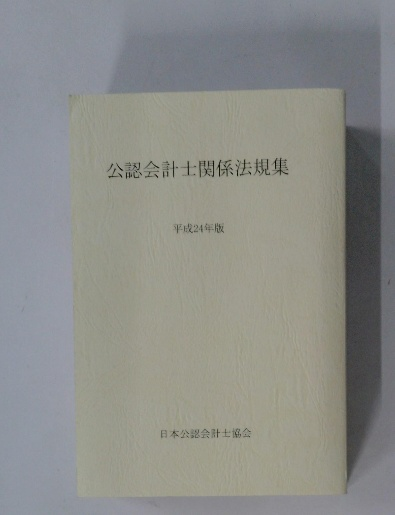 公認会計士関係法規集
平成24年版
日本公認会計士協会